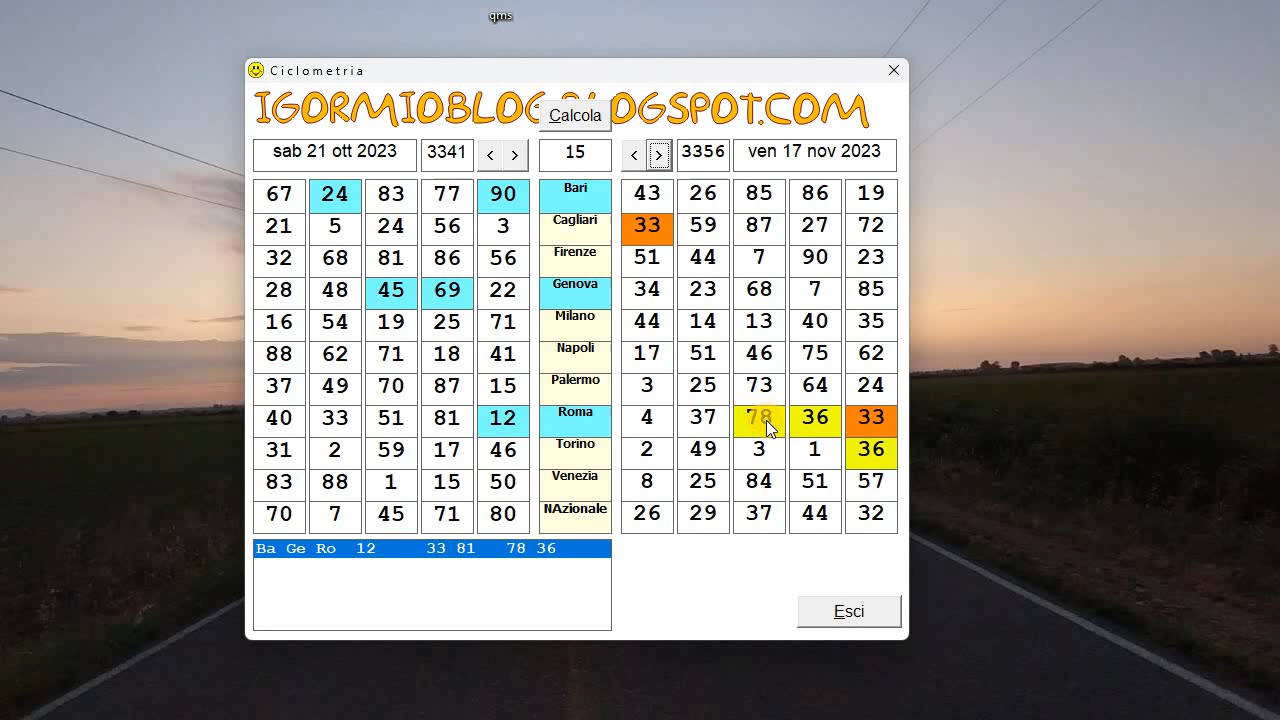 qms
Ciclometria
IGORMIOBLOG.BLOGSPOT.COM
Calcola
sab 21 ott 2023 3341 < > 15 < > 3356 ven 17 nov 2023
67 24 83 77 90 Bari 43 26 85 86 19
21 5 24 56 3 Cagliari 33 59 87 27 72
32 68 81 86 56 Firenze 51 44 7 90 23
28 48 45 69 22 Genova 34 23 68 7 85
16 54 19 25 71 Milano 44 14 13 40 35
88 62 71 18 41 Napoli 17 51 46 75 62
37 49 70 87 15 Palermo 3 25 73 64 24
40 33 51 81 12 Roma 4 37 78 36 33
31 2 59 17 46 Torino 2 49 3 1 36
83 88 1 15 50 Venezia 8 25 84 51 57
70 7 45 71 80 NAzionale 26 29 37 44 32
Ba Ge Ro 12 33 81 78 36
Esci